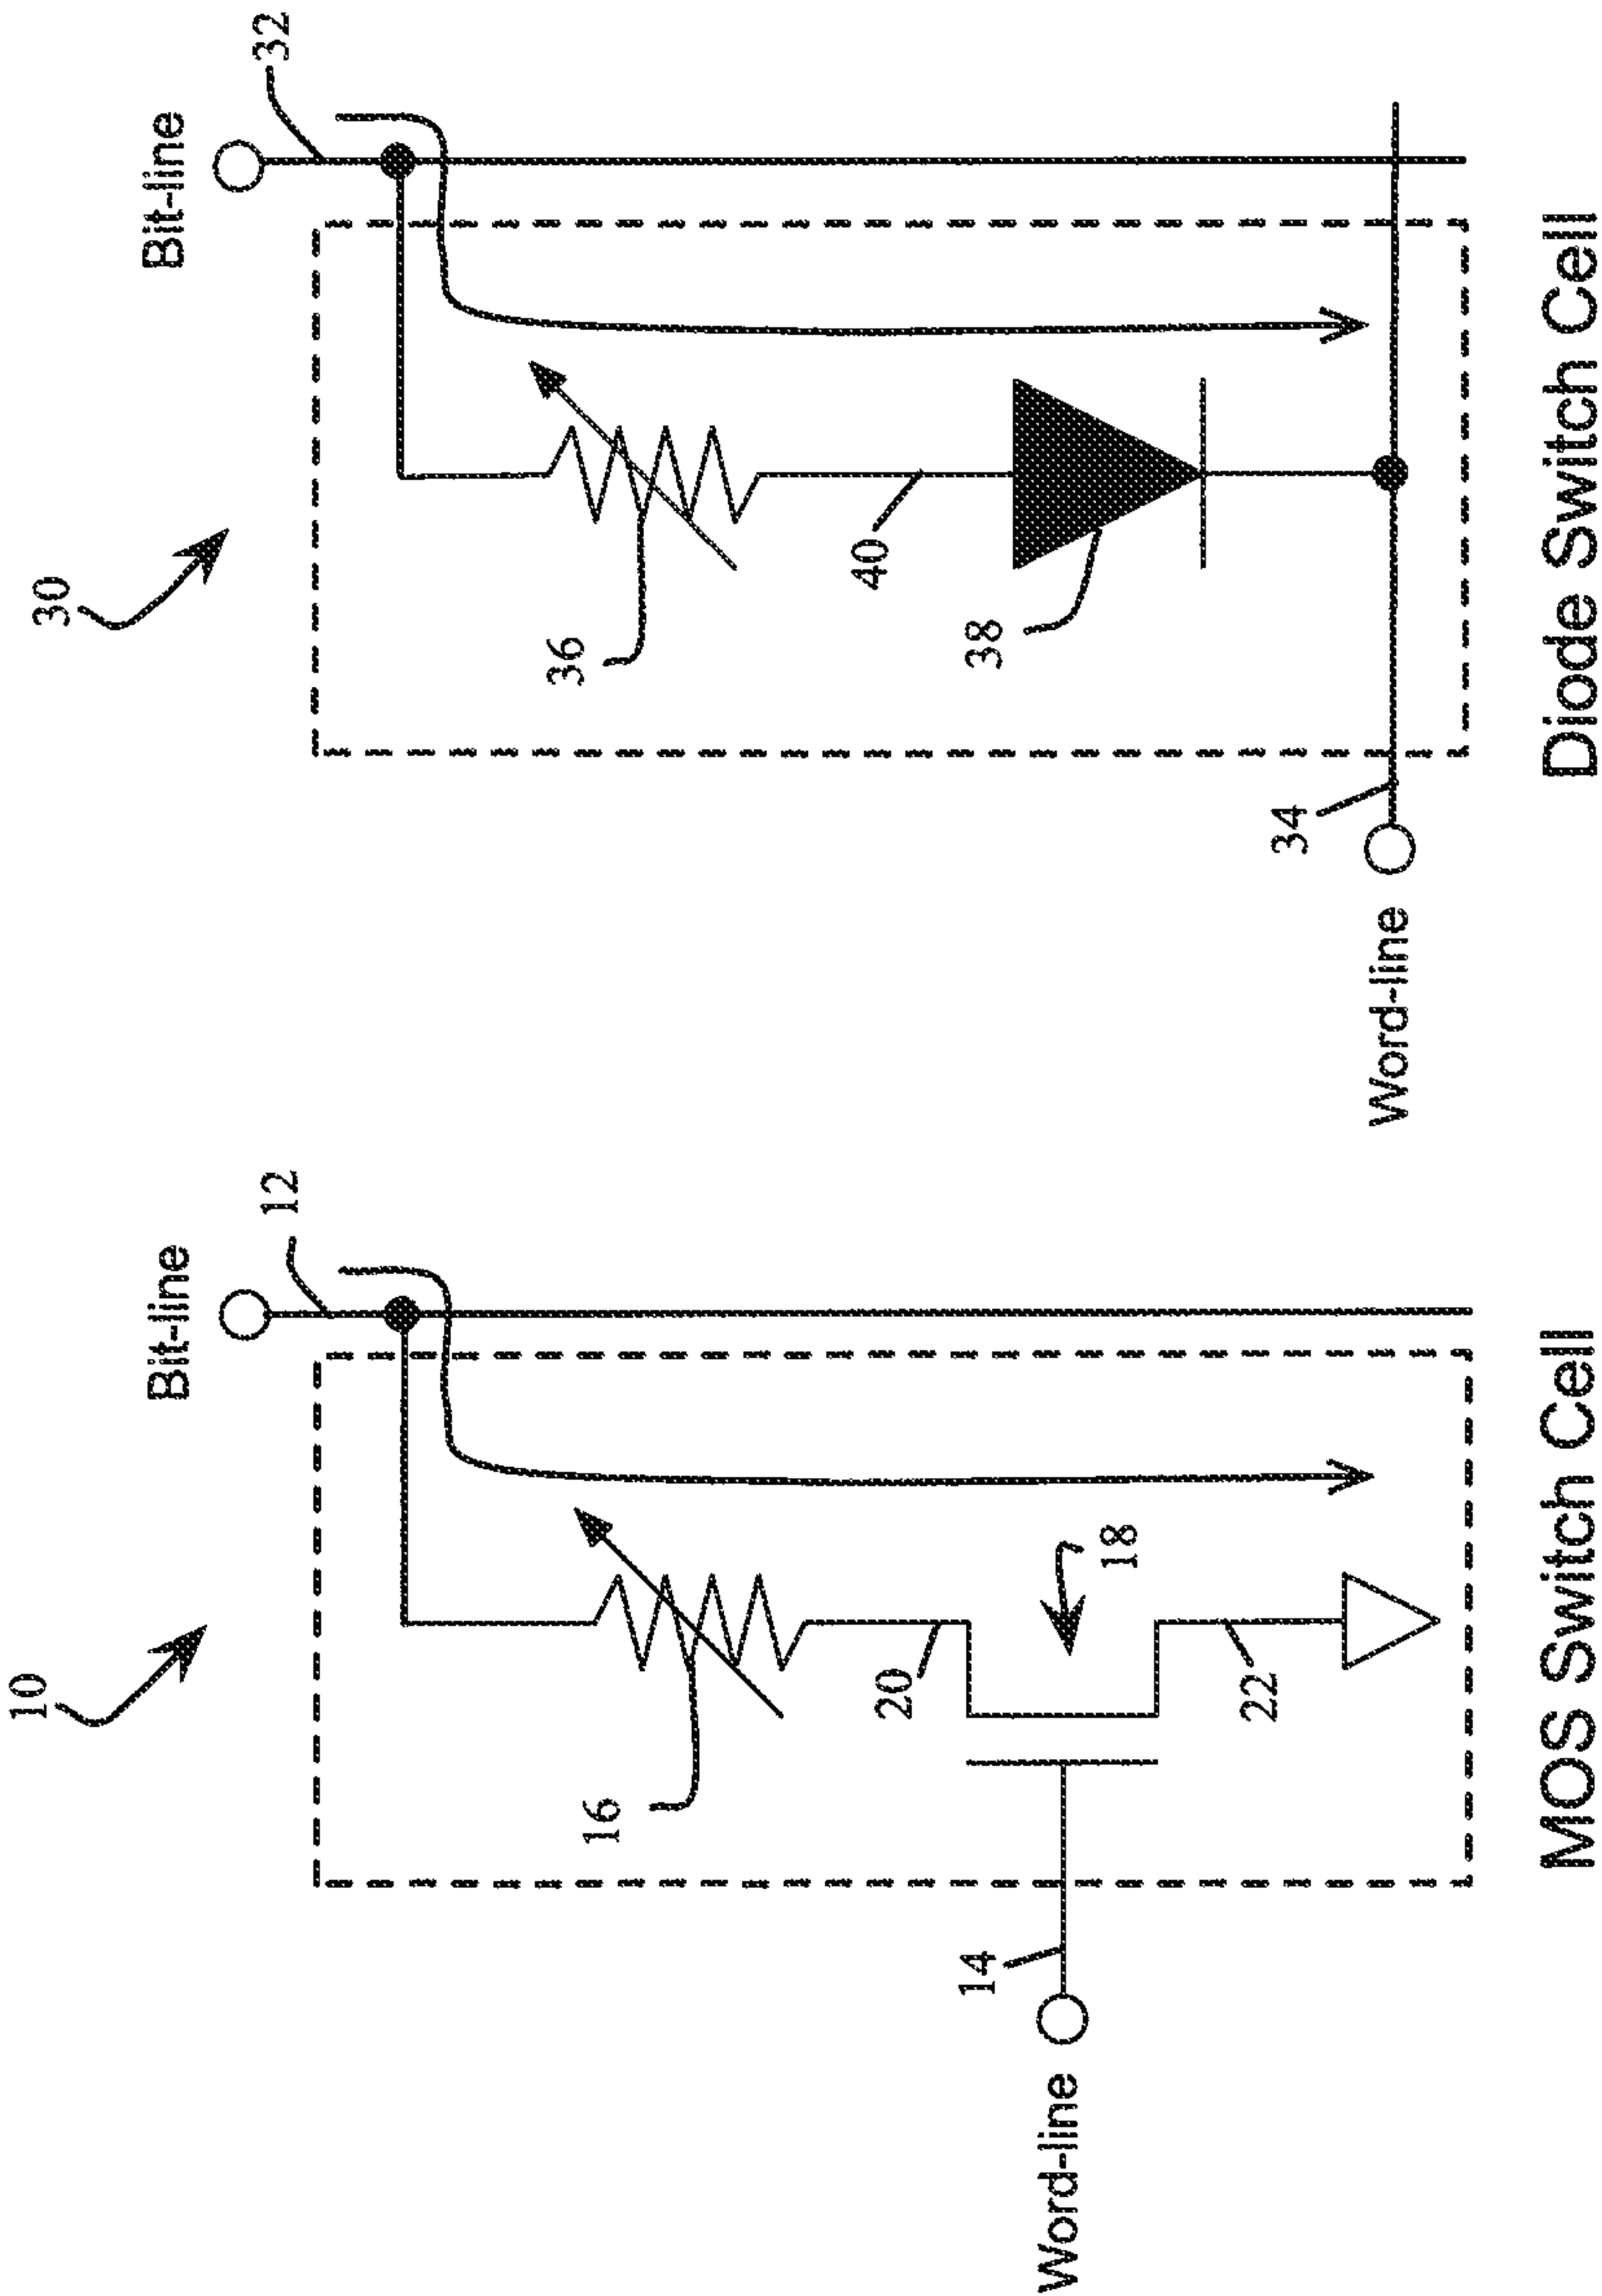 10
Bit-line
12
16
20
18
14
Word-line
22
MOS Switch Cell
30
Bit-line
32
36
40
38
34
Word-line
Diode Switch Cell